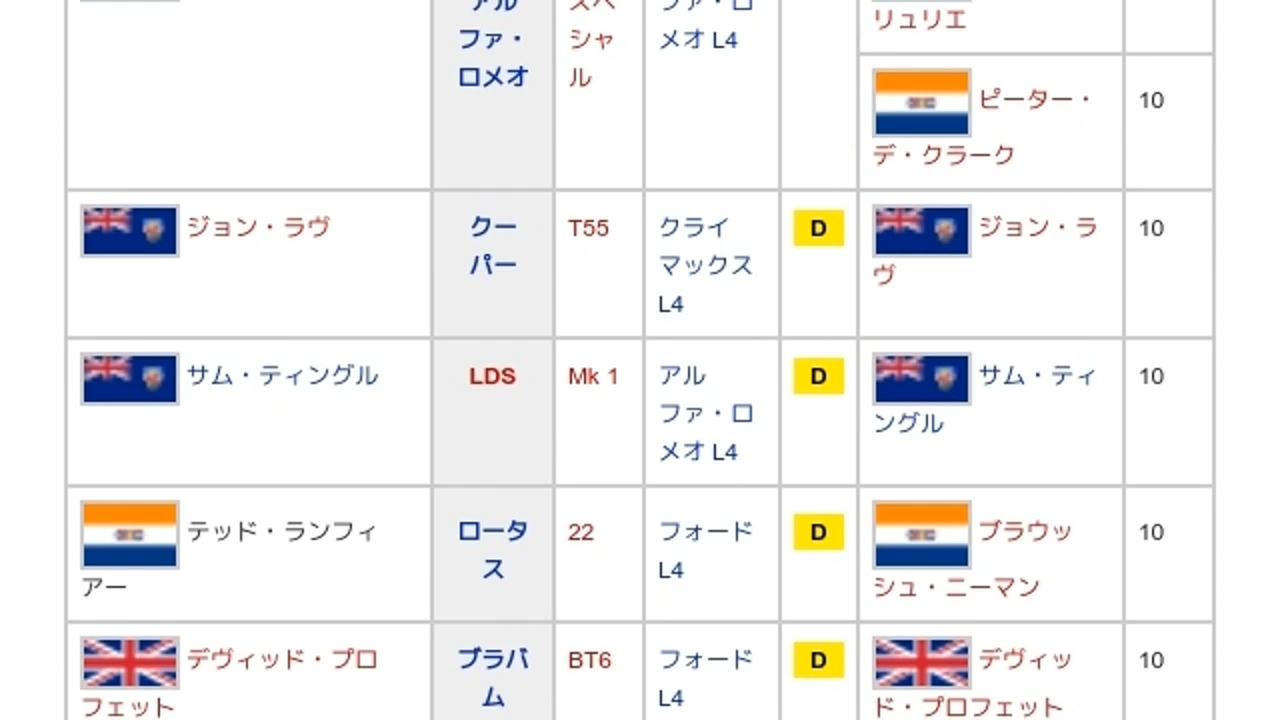 アル
スペ
ファ・ロ
リュリエ
ファ・
シャ
メオ L4
ロメオ
ル
ピーター・
10
デ・クラーク
ジョン・ラヴ
クー
パー
T55
クライ
マックス
L4
D
ジョン・ラ
ヴ
10
サム・ティングル
LDS
Mk 1
アル
ファ・ロ
メオ L4
D
サム・ティ
ングル
10
テッド・ランフィ
アー
ロータ
ス
22
フォード
L4
D
ブラウッ
シュ・ニーマン
10
デヴィッド・プロ
フェット
ブラバ
ム
BT6
フォード
L4
D
デヴィッ
ド・プロフェット
10